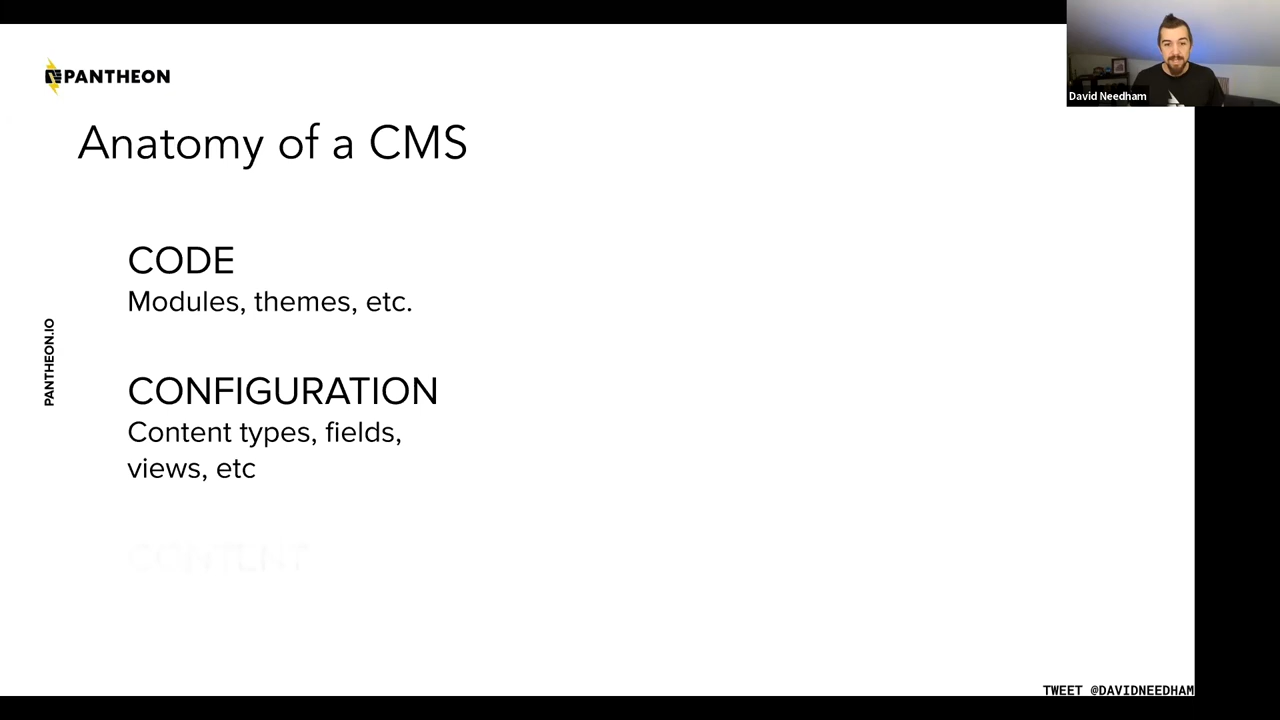 PANTHEON
David Needham
Anatomy of a CMS
CODE
Modules, themes, etc.
CONFIGURATION
Content types, fields,
views, etc
CONTENT
PANTHEON.IO
TWEET @DAVIDNEEDHAM